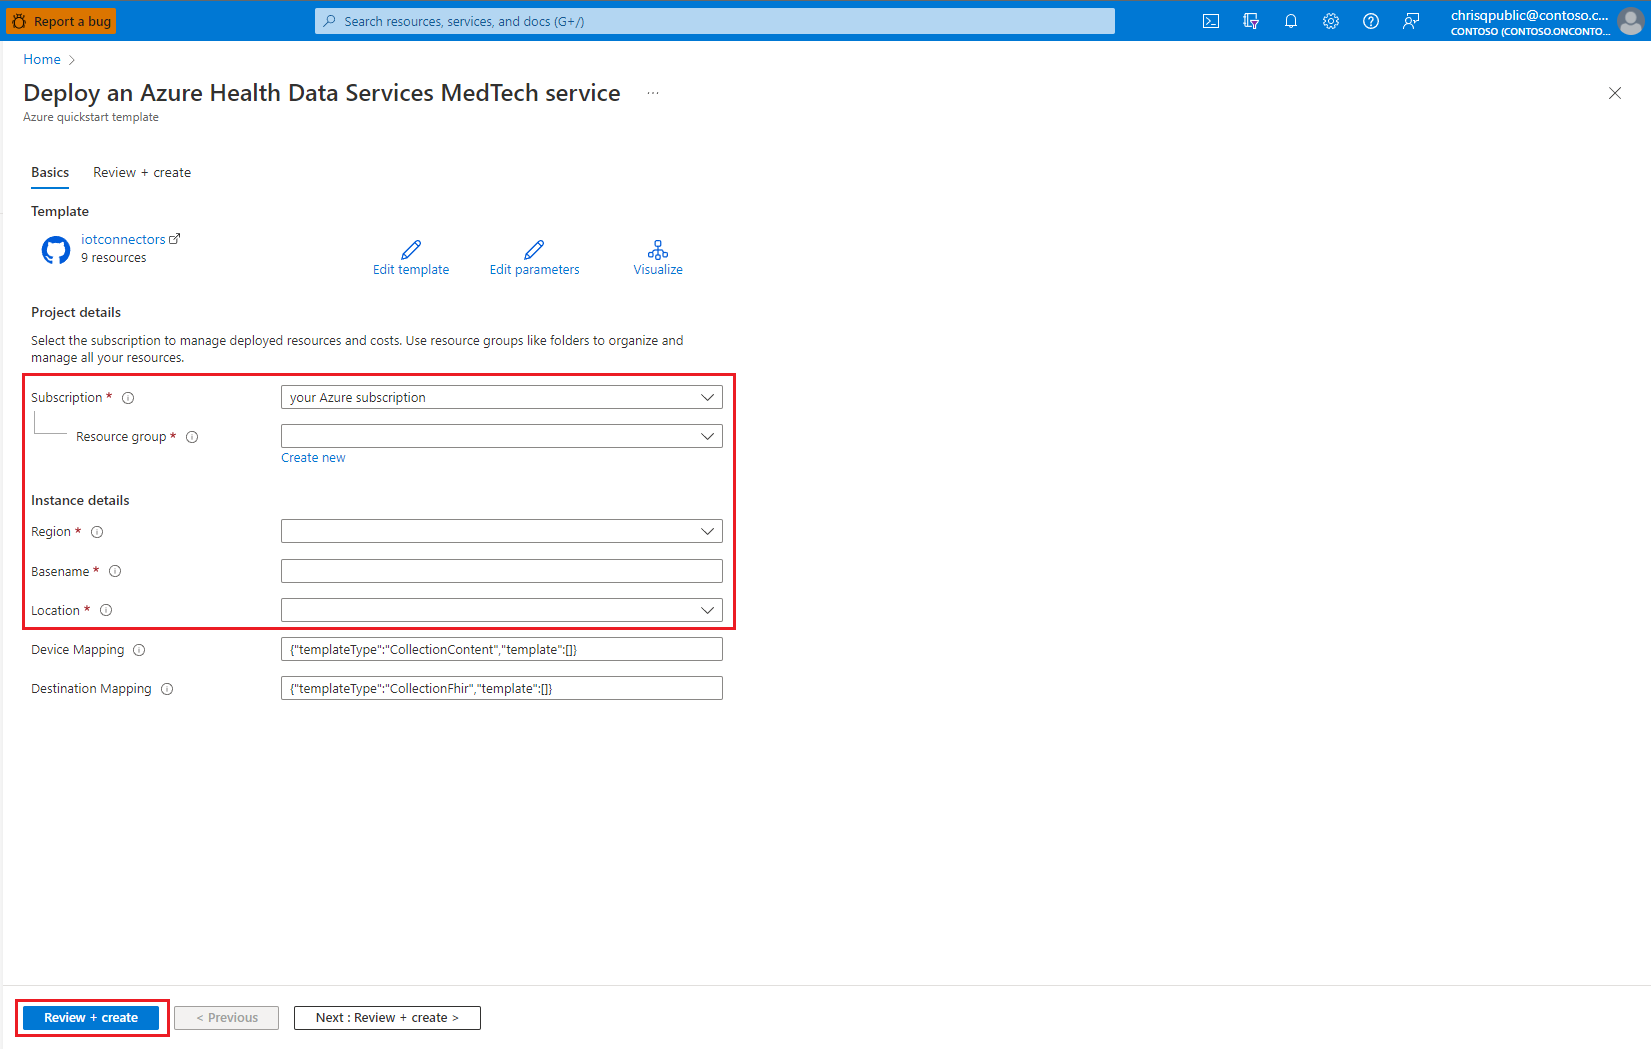 Report a bug
Search resources, services, and docs (G+/)
chrisqpublic@contoso.c...
CONTOSO (CONTOSO.ONCONTO...
Home >
Deploy an Azure Health Data Services MedTech service ...
Azure quickstart template
Basics Review + create
Template
iotconnectors
9 resources
Edit template Edit parameters Visualize
Project details
Select the subscription to manage deployed resources and costs. Use resource groups like folders to organize and
manage all your resources.
Subscription * your Azure subscription
Resource group *
Create new
Instance details
Region *
Basename *
Location *
Device Mapping {"templateType":"CollectionContent","template":[]}
Destination Mapping {"templateType":"CollectionFhir","template":[]}
Review + create < Previous Next : Review + create >